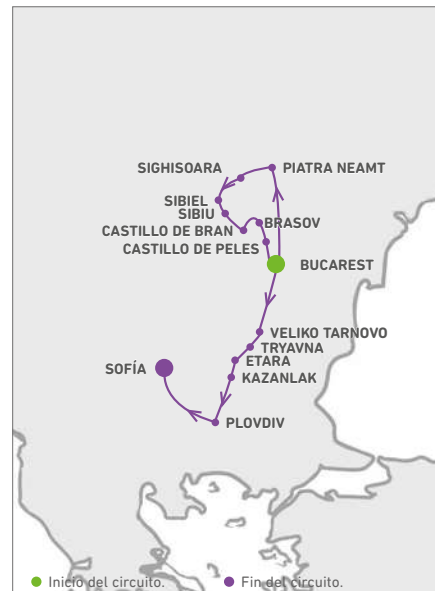 SIGHISOARA
PIATRA NEAMT
SIBIEL
SIBIU
BRASOV
CASTILLO DE BRAN
CASTILLO DE PELES
BUCAREST
VELIKO TARNOVO
TRYAVNA
ETARA
SOFÍA
KAZANLAK
PLOVDIV
Inicio del circuito.
Fin del circuito.